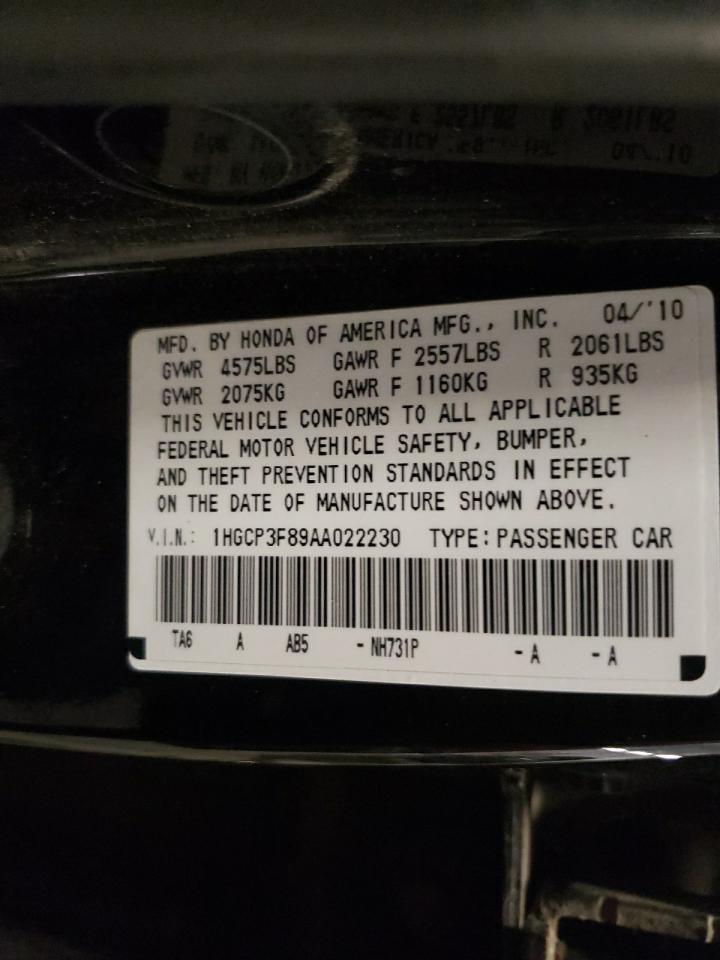 MFD. BY HONDA OF AMERICA MFG., INC. 04/'10
GVWR 4575LBS GAWR F 2557LBS R 2061LBS
GVWR 2075KG GAWR F 1160KG R 935KG
THIS VEHICLE CONFORMS TO ALL APPLICABLE
FEDERAL MOTOR VEHICLE SAFETY, BUMPER,
AND THEFT PREVENTION STANDARDS IN EFFECT
ON THE DATE OF MANUFACTURE SHOWN ABOVE.
V.I.N.: 1HGCP3F89AA022230 TYPE: PASSENGER CAR
TA6 A AB5 -NH731P -A -A